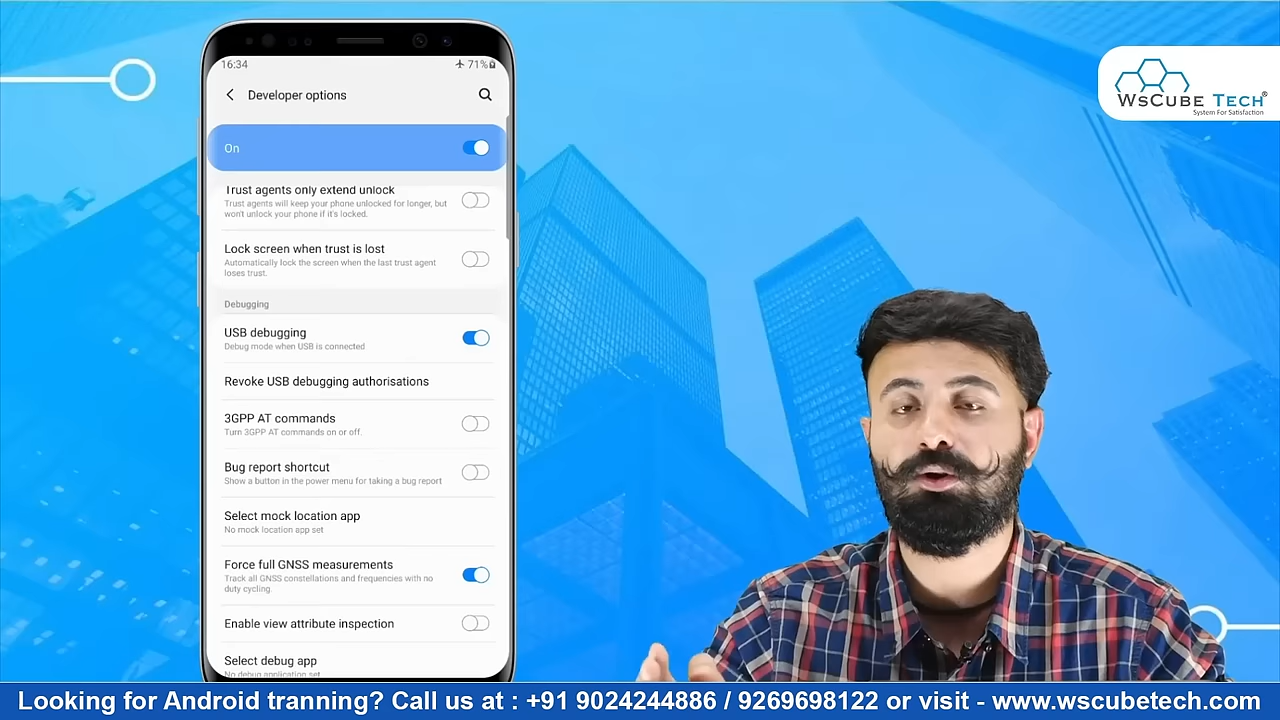 16:34
71%
Developer options
On
Trust agents only extend unlock
Trust agents will keep your phone unlocked for longer, but
won't unlock your phone if it's locked.
Lock screen when trust is lost
Automatically lock the screen when the last trust agent
loses trust.
Debugging
USB debugging
Debug mode when USB is connected
Revoke USB debugging authorisations
3GPP AT commands
Turn 3GPP AT commands on or off.
Bug report shortcut
Show a button in the power menu for taking a bug report
Select mock location app
No mock location app set
Force full GNSS measurements
Track all GNSS constellations and frequencies with no
duty cycling.
Enable view attribute inspection
Select debug app
No debug application set
WsCube Tech®
System For Satisfaction
Looking for Android tranning? Call us at : +91 9024244886 / 9269698122 or visit - www.wscubetech.com